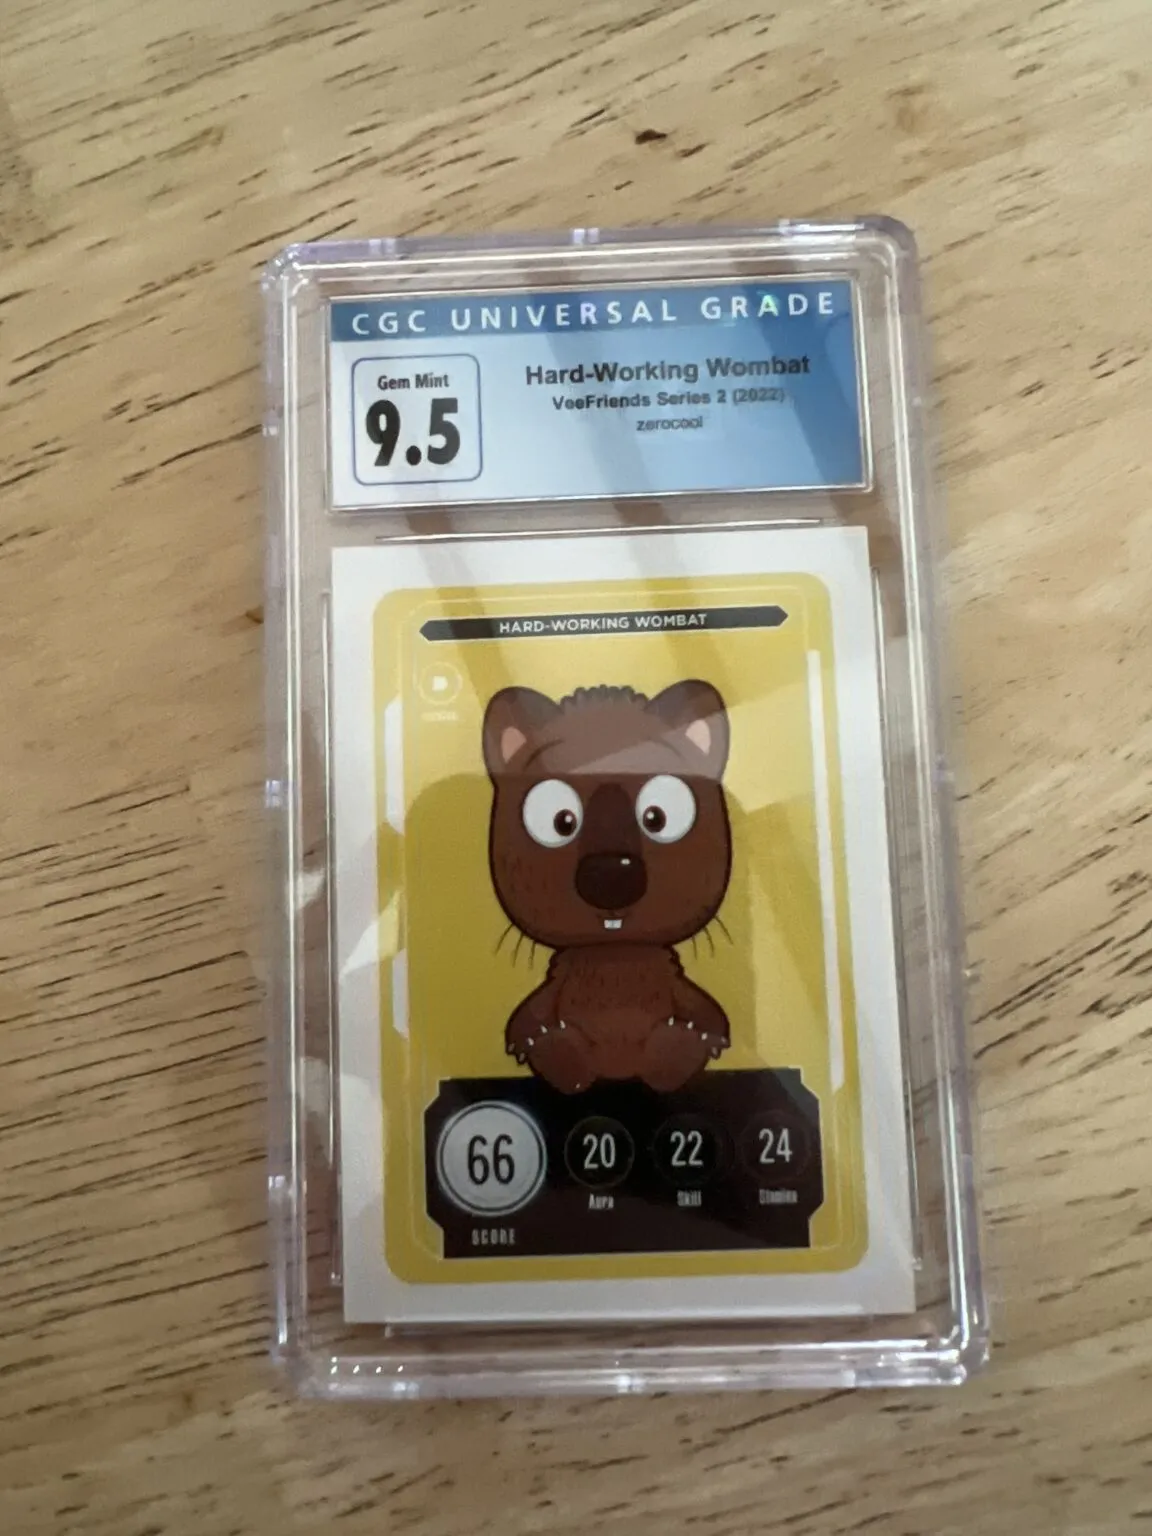 CGC UNIVERSAL GRADE
Gem Mint
9.5
Hard-Working Wombat
VeeFriends Series 2 (2022)
zerocool
HARD-WORKING WOMBAT
66
SCORE
20
Aura
22
Skill
24
Stamina